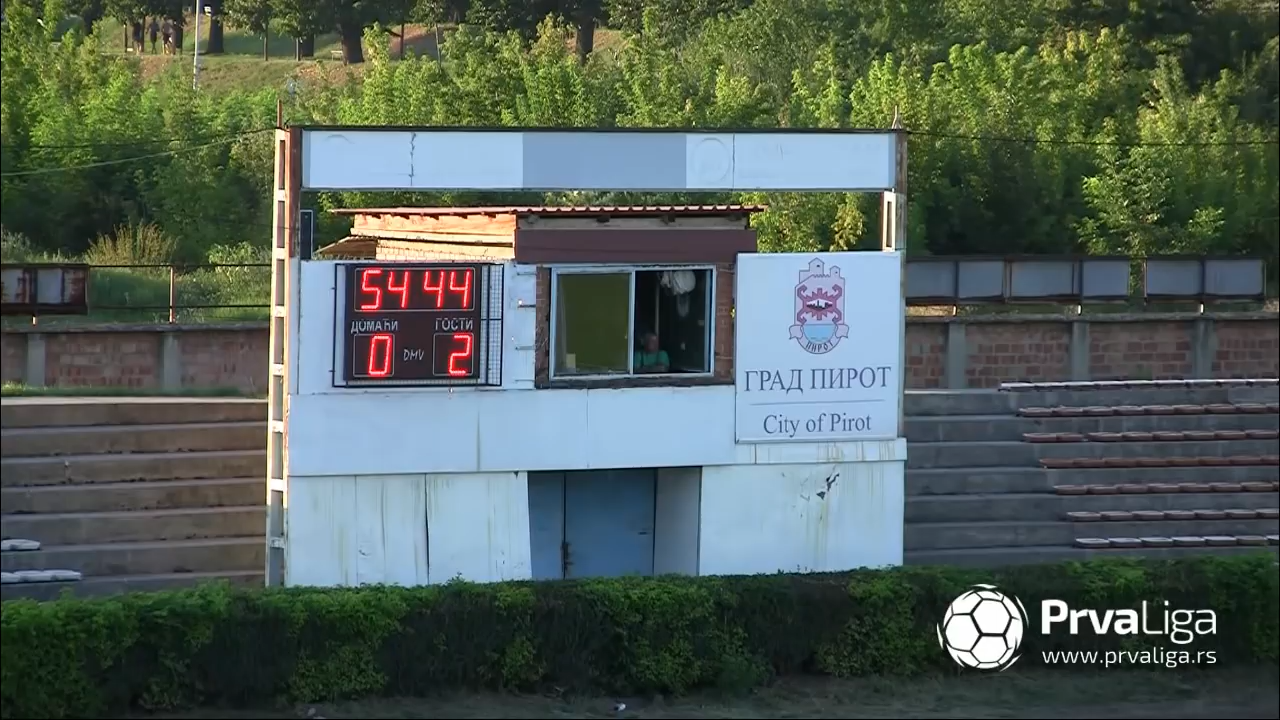 54 44
ДОМАЋИ ГОСТИ
0 DMV 2
ПИРОТ
ГРАД ПИРОТ
City of Pirot
PrvaLiga
www.prvaliga.rs